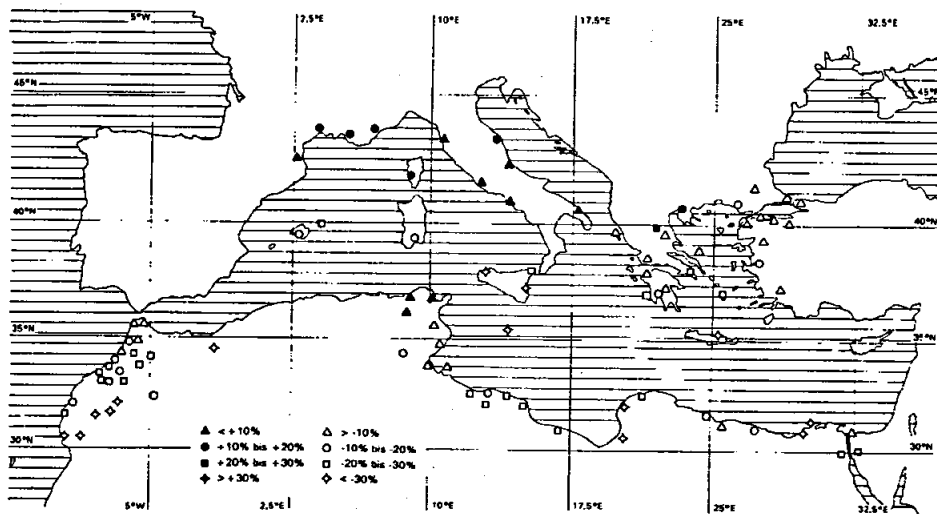 5°W 2,5°E 10°E 17.5°E 25°E 32.5°E
45°N 45°N
40°N 40°N
35°N 35°N
30°N 30°N
▲ < +10% △ > -10%
● +10% bis +20% ○ -10% bis -20%
■ +20% bis +30% □ -20% bis -30%
◆ > +30% ◇ < -30%
5°W 2,5°E 10°E 17.5°E 25°E 32.5°E